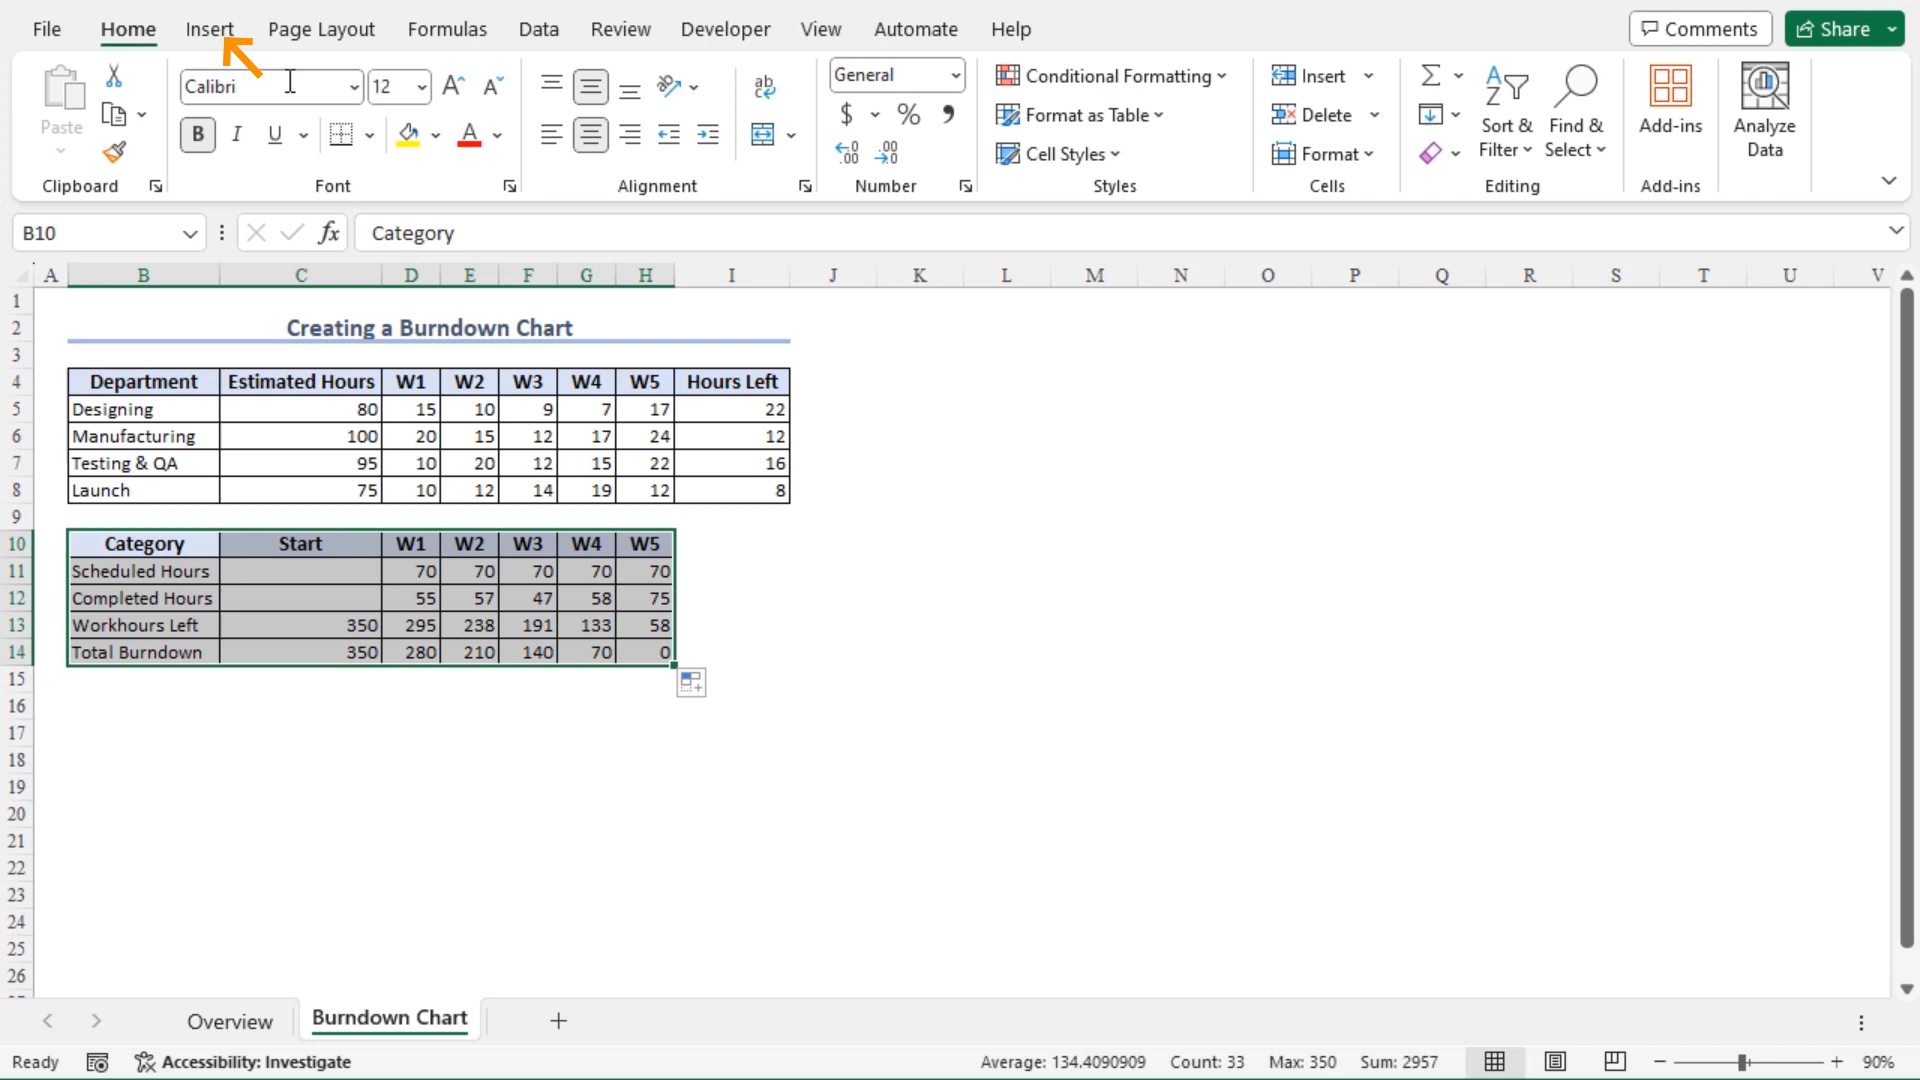 File Home Insert Page Layout Formulas Data Review Developer View Automate Help Comments Share
Calibri 12 General Conditional Formatting Insert
Paste Format as Table Delete Sort & Filter Find & Select Add-ins Analyze Data
B I U A $ % Cell Styles Format
Clipboard Font Alignment Number Styles Cells Editing Add-ins
B10 fx Category
A B C D E F G H I J K L M N O P Q R S T U V
1
2 Creating a Burndown Chart
3
4 Department Estimated Hours W1 W2 W3 W4 W5 Hours Left
5 Designing 80 15 10 9 7 17 22
6 Manufacturing 100 20 15 12 17 24 12
7 Testing & QA 95 10 20 12 15 22 16
8 Launch 75 10 12 14 19 12 8
9
10 Category Start W1 W2 W3 W4 W5
11 Scheduled Hours 70 70 70 70 70
12 Completed Hours 55 57 47 58 75
13 Workhours Left 350 295 238 191 133 58
14 Total Burndown 350 280 210 140 70 0
15
16
17
18
19
20
21
22
23
24
25
26
Overview Burndown Chart
Ready Accessibility: Investigate Average: 134.4090909 Count: 33 Max: 350 Sum: 2957 90%